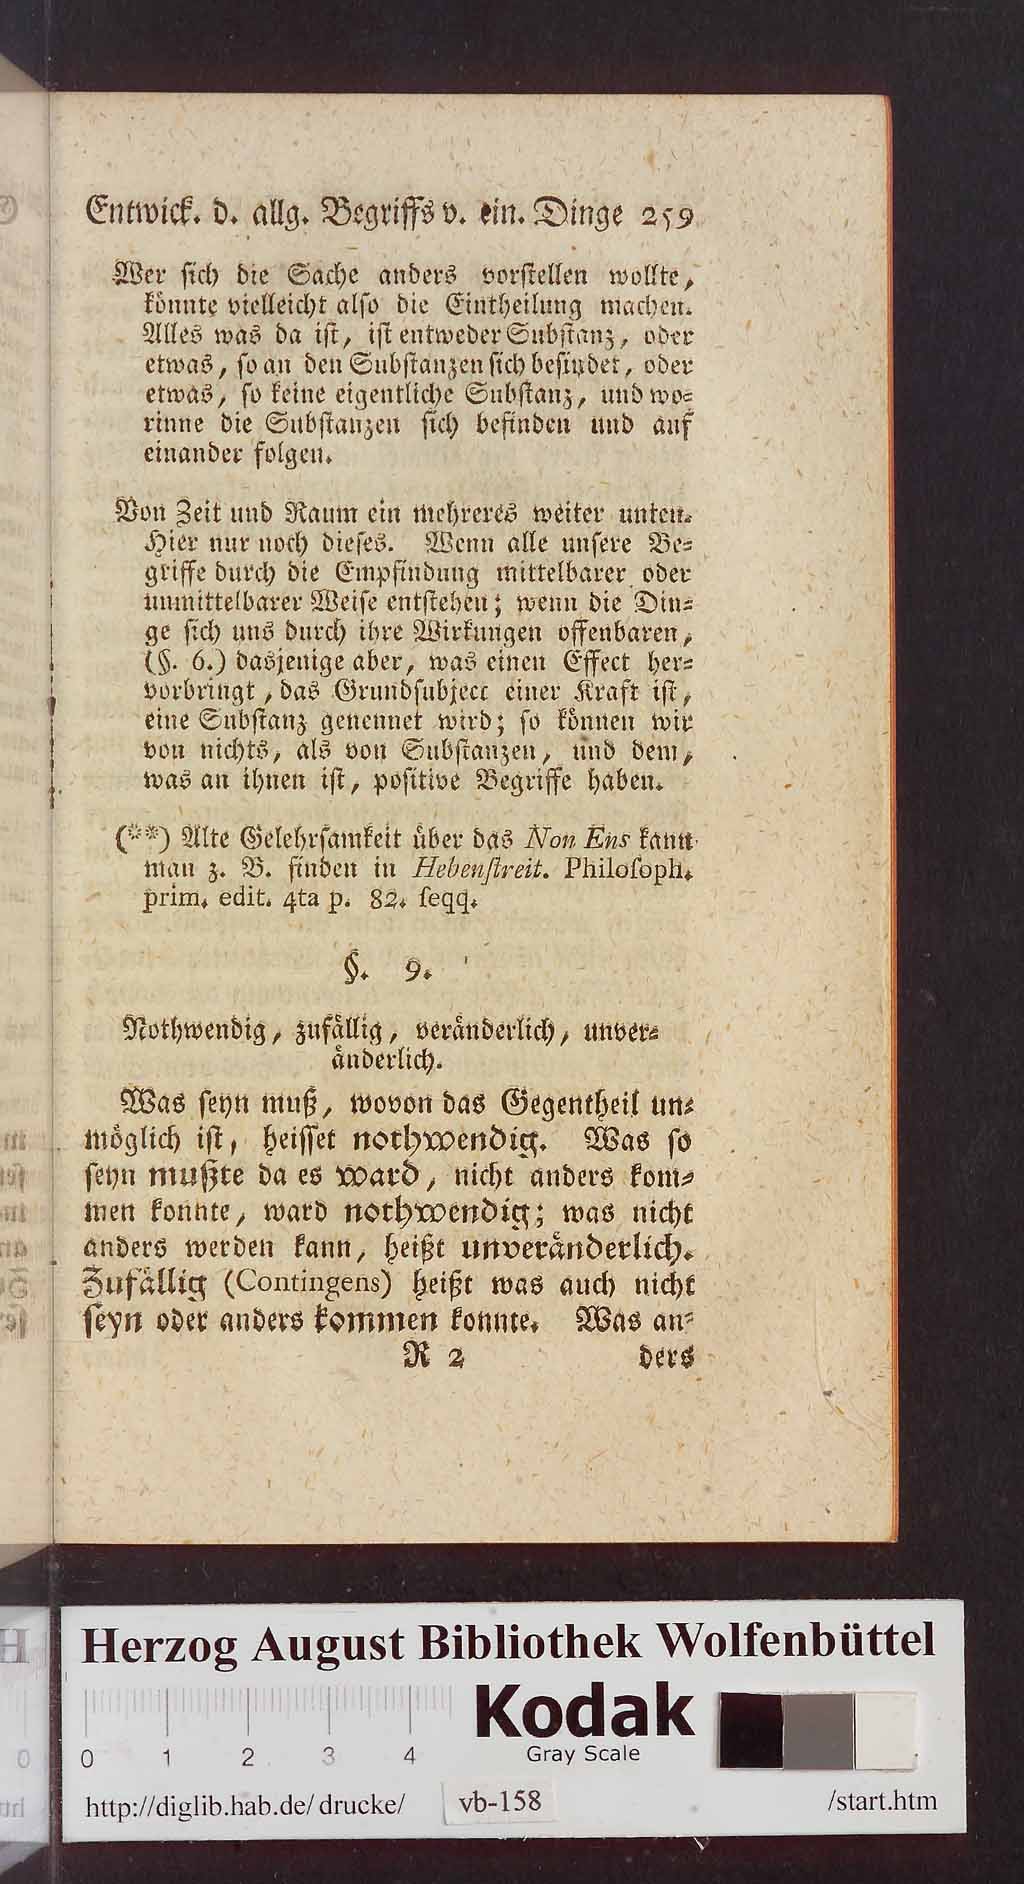 Entwick. d. allg. Begriffs v. ein. Dinge 259
Wer sich die Sache anders vorstellen wollte,
könnte vielleicht also die Eintheilung machen.
Alles was da ist, ist entweder Substanz, oder
etwas, so an den Substanzen sich befindet, oder
etwas, so keine eigentliche Substanz, und wo-
rinne die Substanzen sich befinden und auf
einander folgen.
Von Zeit und Raum ein mehreres weiter unten.
Hier nur noch dieses. Wenn alle unsere Be-
griffe durch die Empfindung mittelbarer oder
unmittelbarer Weise entstehen; wenn die Din-
ge sich uns durch ihre Wirkungen offenbaren,
(§. 6.) dasjenige aber, was einen Effect her-
vorbringt, das Grundsubject einer Kraft ist,
eine Substanz genennet wird; so können wir
von nichts, als von Substanzen, und dem,
was an ihnen ist, positive Begriffe haben.
(**) Alte Gelehrsamkeit über das Non Ens kann
man z. B. finden in Hebenstreit. Philosoph.
prim. edit. 4ta p. 82. seqq.
§. 9.
Nothwendig, zufällig, veränderlich, unver-
änderlich.
Was seyn muß, wovon das Gegentheil un-
möglich ist, heisset nothwendig. Was so
seyn mußte da es ward, nicht anders kom-
men konnte, ward nothwendig; was nicht
anders werden kann, heißt unveränderlich.
Zufällig (Contingens) heißt was auch nicht
seyn oder anders kommen konnte. Was an-
R 2 ders
Herzog August Bibliothek Wolfenbüttel
Kodak
Gray Scale
0 1 2 3 4
http://diglib.hab.de/drucke/ vb-158 /start.htm